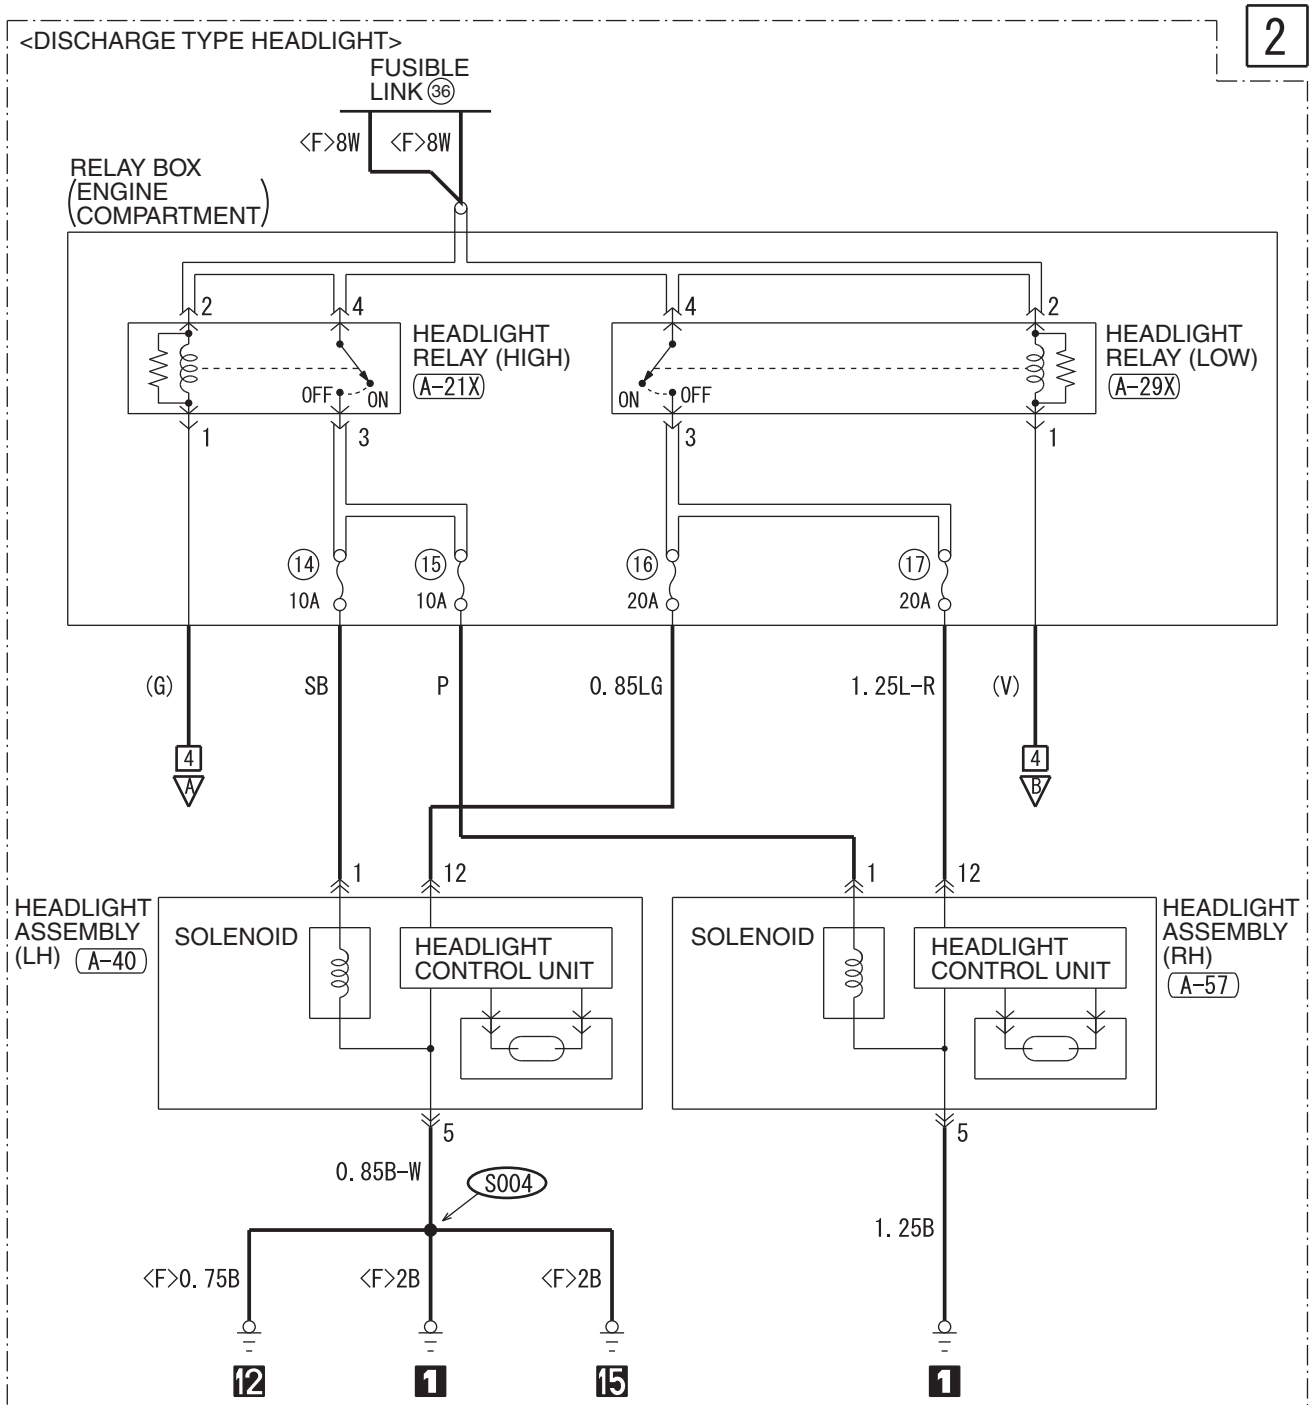 <DISCHARGE TYPE HEADLIGHT>
2
FUSIBLE
LINK 36
<F>8W <F>8W
RELAY BOX
(ENGINE
COMPARTMENT)
2 4 4 2
HEADLIGHT
RELAY (HIGH)
A-21X
HEADLIGHT
RELAY (LOW)
A-29X
OFF ON ON OFF
1 3 3 1
14 15 16 17
10A 10A 20A 20A
(G) SB P 0.85LG 1.25L-R (V)
4 4
A B
1 12 1 12
HEADLIGHT
ASSEMBLY
(LH) A-40
SOLENOID
HEADLIGHT
CONTROL UNIT
SOLENOID
HEADLIGHT
CONTROL UNIT
HEADLIGHT
ASSEMBLY
(RH)
A-57
5 5
0.85B-W
S004
1.25B
<F>0.75B <F>2B <F>2B
12 1 15 1